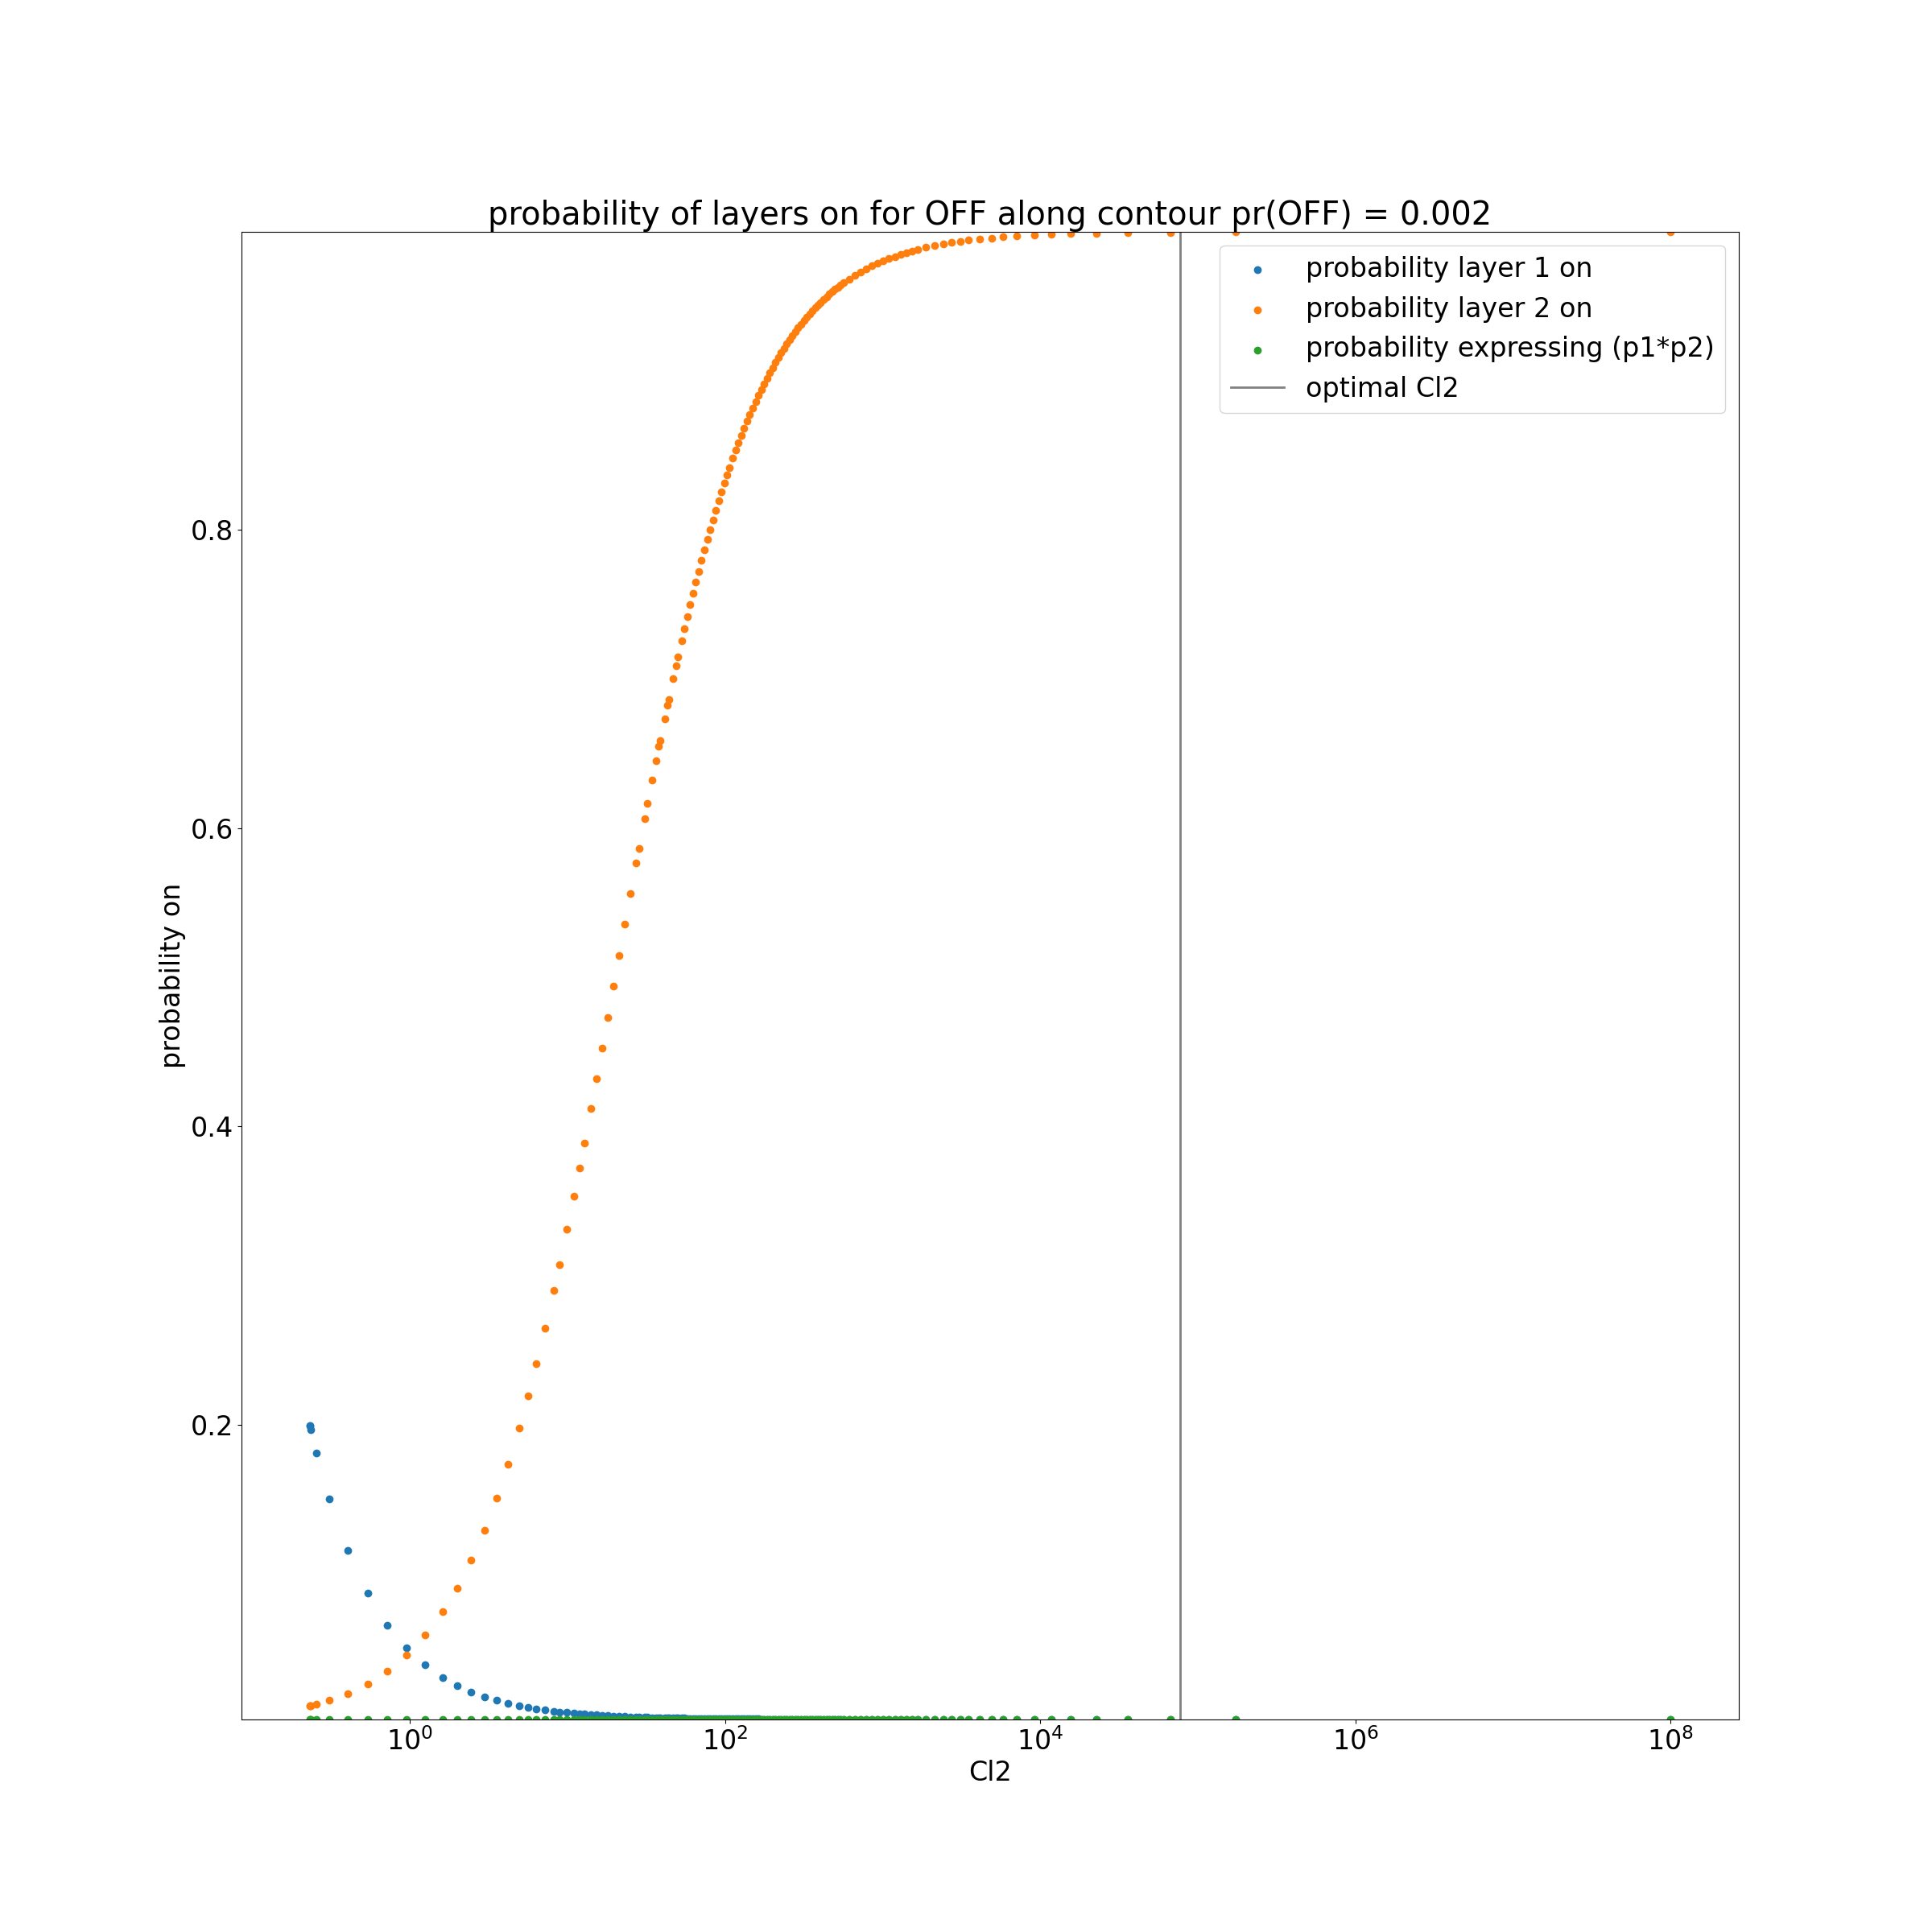 probability of layers on for OFF along contour pr(OFF) = 0.002
probability layer 1 on
probability layer 2 on
probability expressing (p1*p2)
optimal Cl2
0.8
0.6
0.4
0.2
probability on
10^0 10^2 10^4 10^6 10^8
Cl2